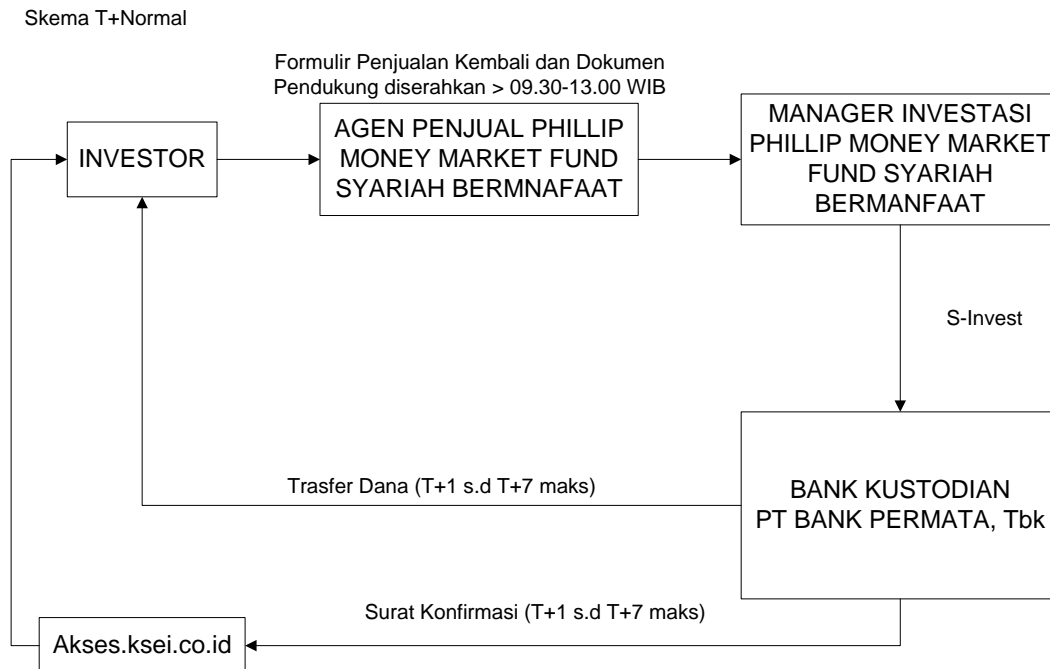 Skema T+Normal
Formulir Penjualan Kembali dan Dokumen
Pendukung diserahkan > 09.30-13.00 WIB
INVESTOR
AGEN PENJUAL PHILLIP
MONEY MARKET FUND
SYARIAH BERMNAFAAT
MANAGER INVESTASI
PHILLIP MONEY MARKET
FUND SYARIAH
BERMANFAAT
S-Invest
Trasfer Dana (T+1 s.d T+7 maks)
BANK KUSTODIAN
PT BANK PERMATA, Tbk
Surat Konfirmasi (T+1 s.d T+7 maks)
Akses.ksei.co.id